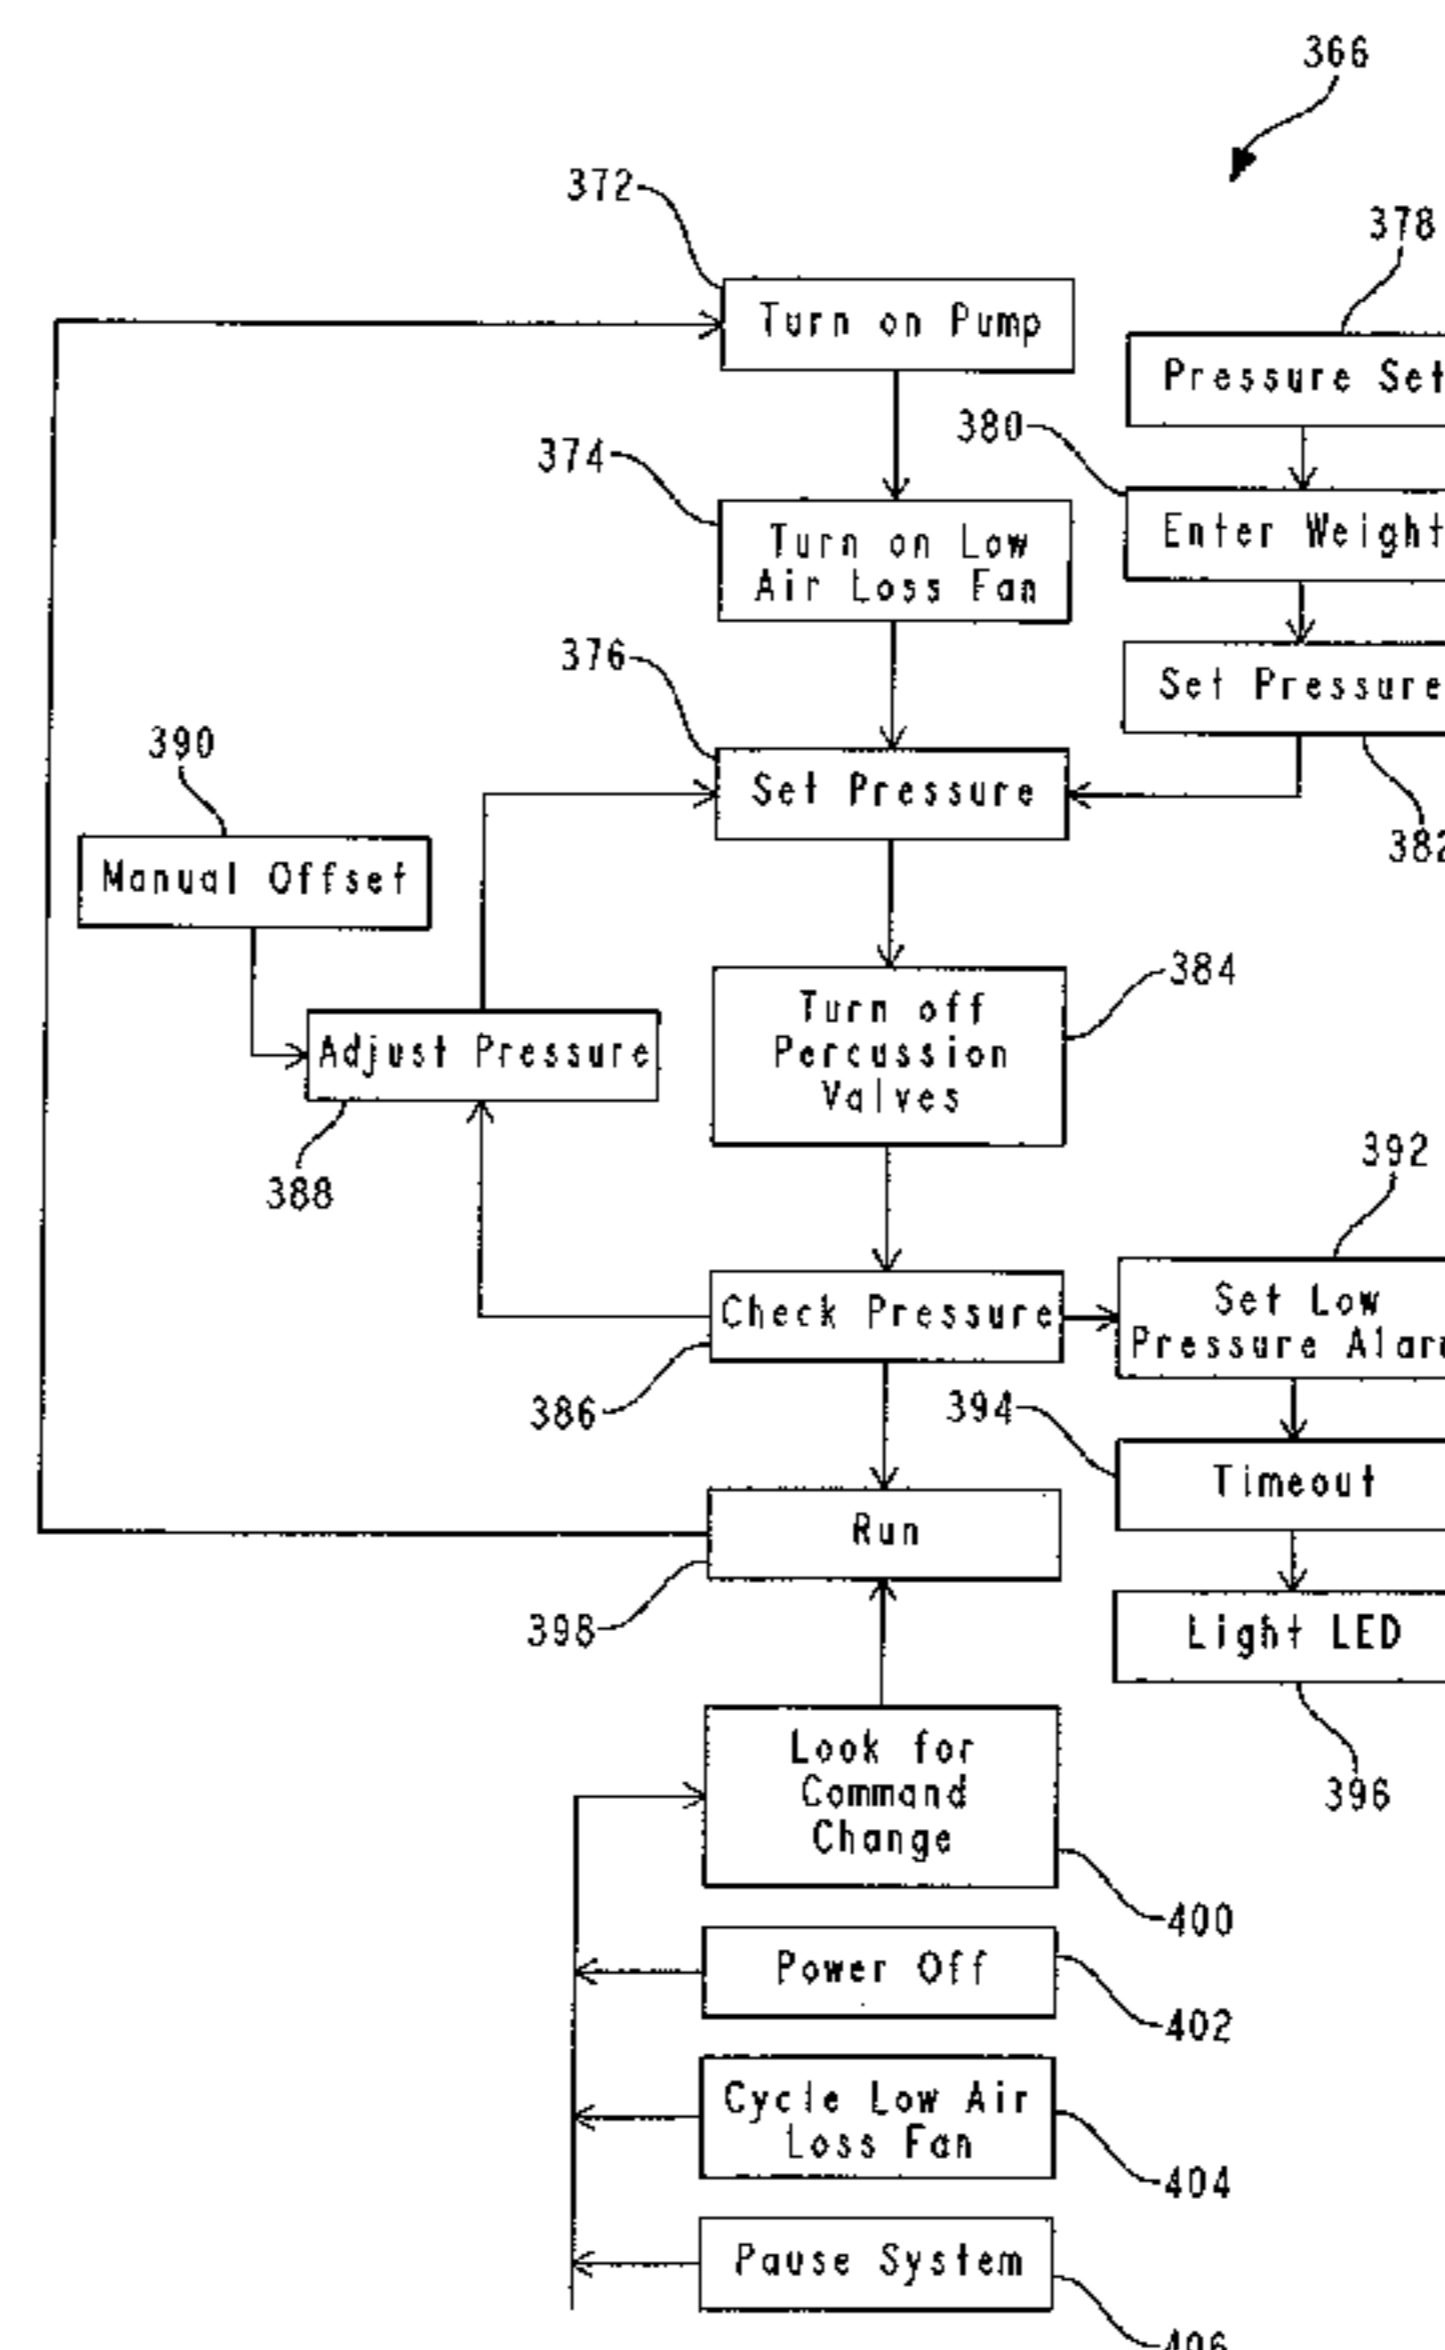 366
372
378
Turn on Pump
Pressure Set
380
374
Enter Weight
Turn on Low
Air Loss Fan
376
Set Pressure
390
Set Pressure
382
Manual Offset
384
Turn off
Percussion
Valves
Adjust Pressure
388
392
Check Pressure
Set Low
Pressure Alarm
386
394
Timeout
Run
398
Light LED
Look for
Command
Change
396
400
Power Off
402
Cycle Low Air
Loss Fan
404
Pause System
406